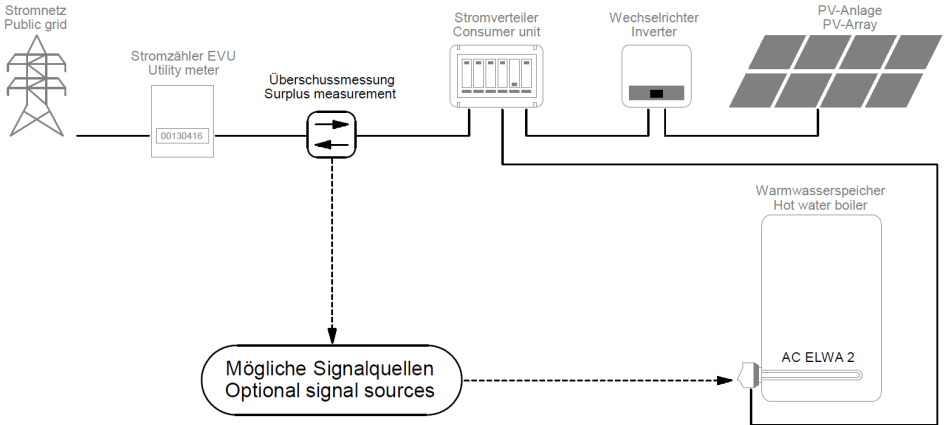 Stromnetz
Public grid
Stromzähler EVU
Utility meter
00130416
Überschussmessung
Surplus measurement
Stromverteiler
Consumer unit
Wechselrichter
Inverter
PV-Anlage
PV-Array
Warmwasserspeicher
Hot water boiler
AC ELWA 2
Mögliche Signalquellen
Optional signal sources